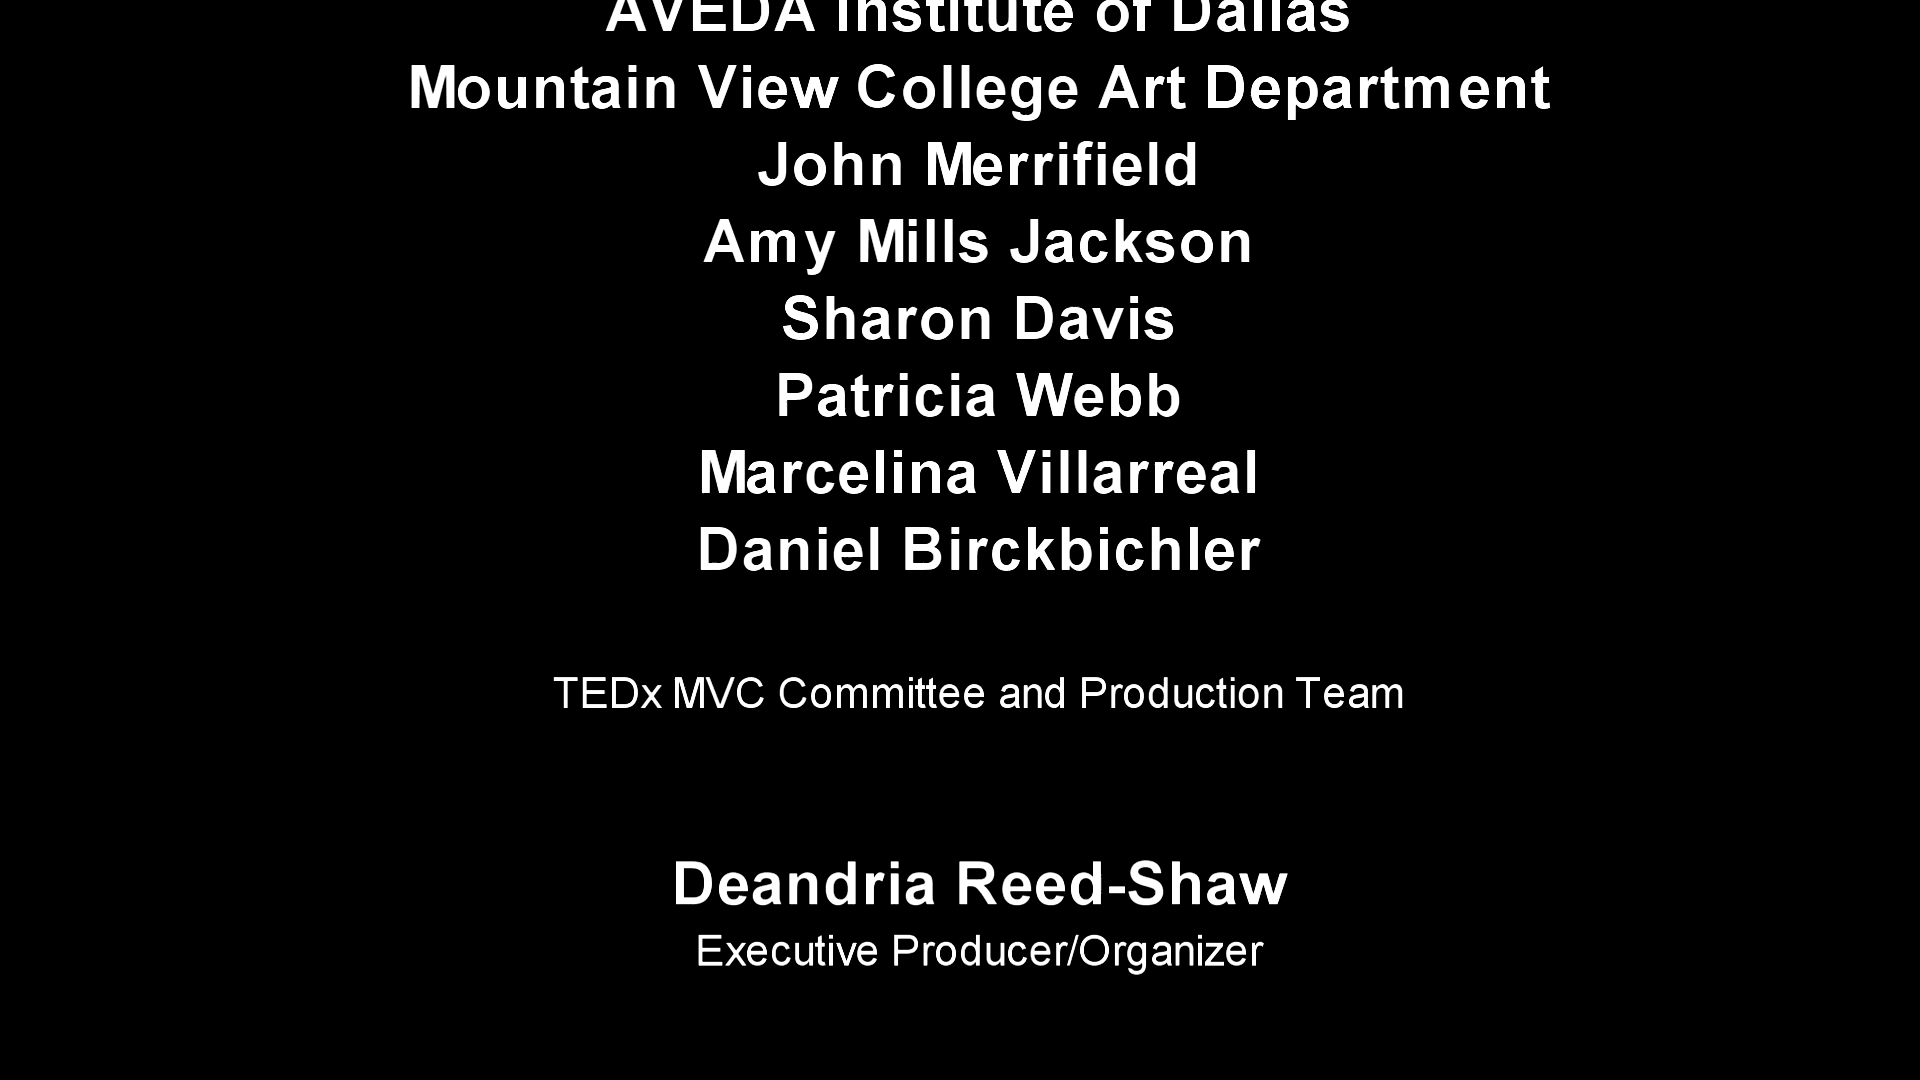 AVEDA Institute of Dallas
Mountain View College Art Department
John Merrifield
Amy Mills Jackson
Sharon Davis
Patricia Webb
Marcelina Villarreal
Daniel Birckbichler
TEDx MVC Committee and Production Team
Deandria Reed-Shaw
Executive Producer/Organizer